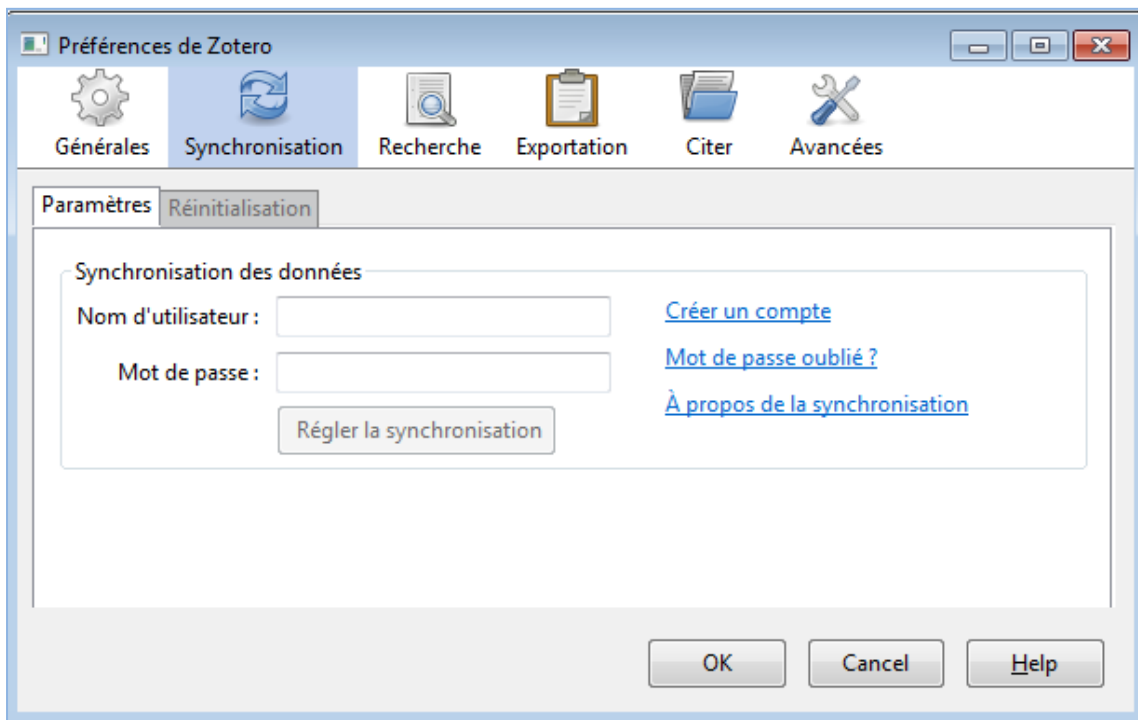 Préférences de Zotero
Générales Synchronisation Recherche Exportation Citer Avancées
Paramètres Réinitialisation
Synchronisation des données
Nom d'utilisateur : Créer un compte
Mot de passe oublié ?
Mot de passe :
À propos de la synchronisation
Régler la synchronisation
OK Cancel Help